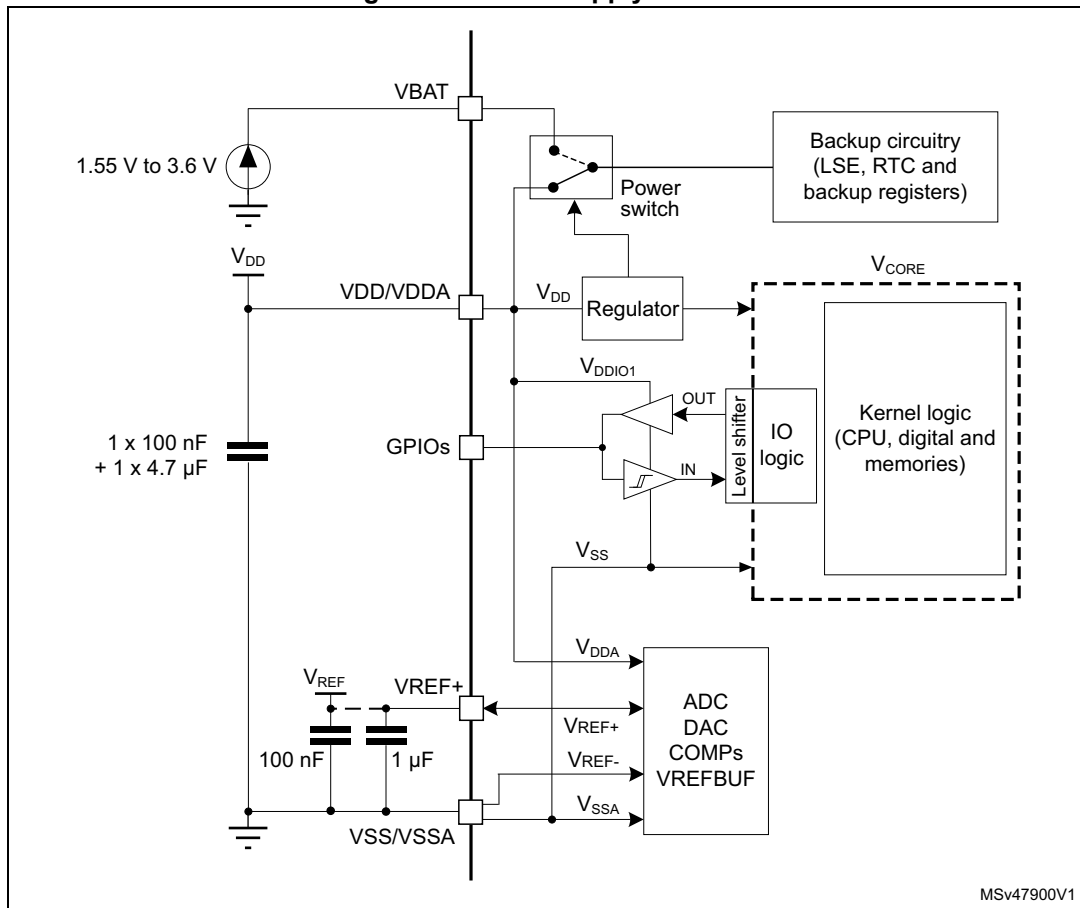 VBAT
1.55 V to 3.6 V
Power
switch
Backup circuitry
(LSE, RTC and
backup registers)
VDD
VDD/VDDA
VDD
Regulator
VCORE
VDDIO1
OUT
1 x 100 nF
+ 1 x 4.7 µF
GPIOs
IN
Level shifter
IO
logic
Kernel logic
(CPU, digital and
memories)
VSS
VDDA
VREF
VREF+
VREF+
100 nF
1 µF
VREF-
VSSA
ADC
DAC
COMPs
VREFBUF
VSS/VSSA
MSv47900V1